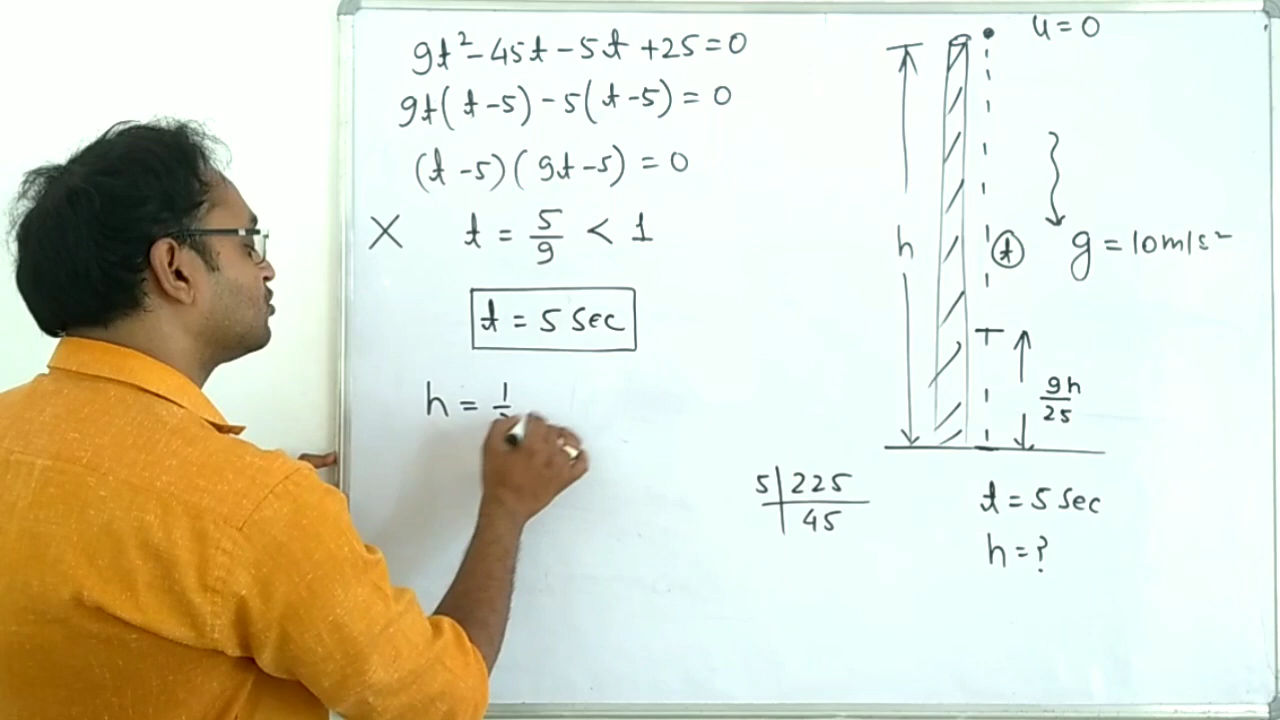 9t² - 45t - 5t + 25 = 0
9t(t - 5) - 5(t - 5) = 0
(t - 5)(9t - 5) = 0
× t = 5/9 < 1
t = 5 Sec
h = 1/
u = 0
h
t
g = 10m/s²
9h/25
5 | 225
45
t = 5 Sec
h = ?